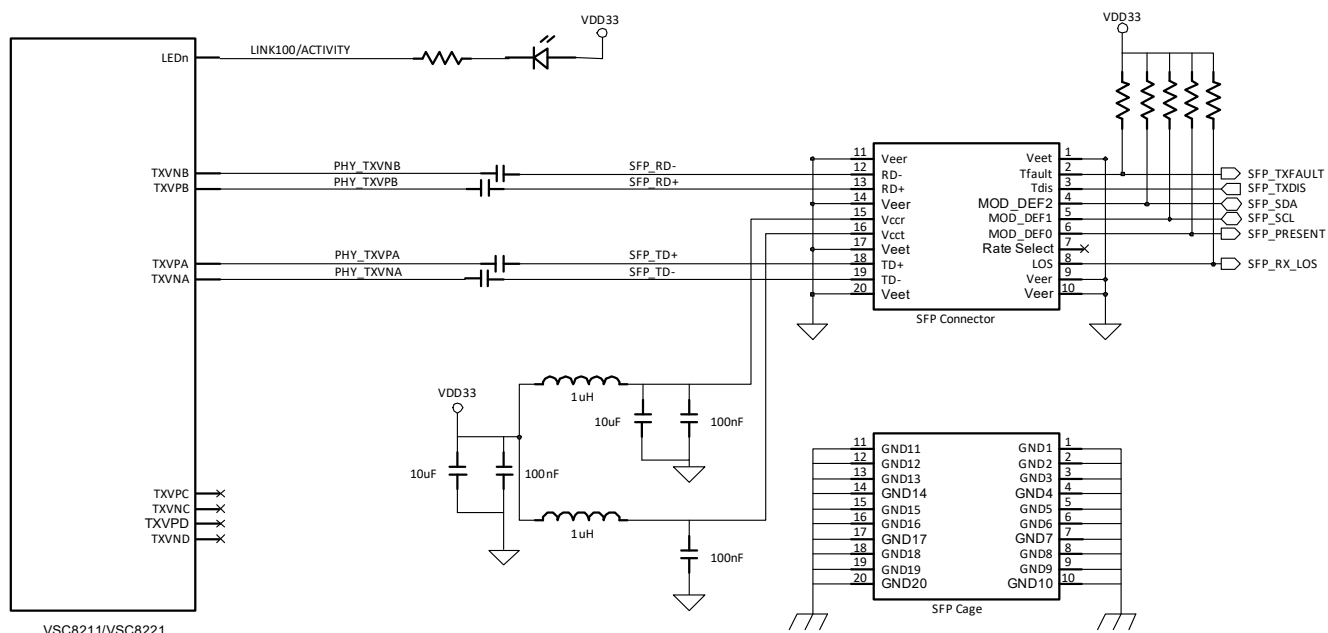 VDD33
VDD33
LEDn
LINK100/ACTIVITY
TXVNB
PHY_TXVNB
SFP_RD-
TXVPB
PHY_TXVPB
SFP_RD+
TXVPA
PHY_TXVPA
SFP_TD+
TXVNA
PHY_TXVNA
SFP_TD-
11 Veer
12 RD-
13 RD+
14 Veer
15 Vccr
16 Vcct
17 Veet
18 TD+
19 TD-
20 Veet
Veet 1
Tfault 2
Tdis 3
MOD_DEF2 4
MOD_DEF1 5
MOD_DEF0 6
Rate Select 7
LOS 8
Veer 9
Veer 10
SFP_TXFAULT
SFP_TXDIS
SFP_SDA
SFP_SCL
SFP_PRESENT
SFP_RX_LOS
SFP Connector
VDD33
1uH
10uF
100nF
10uF
100nF
1uH
100nF
TXVPC
TXVNC
TXVPD
TXVND
11 GND11
12 GND12
13 GND13
14 GND14
15 GND15
16 GND16
17 GND17
18 GND18
19 GND19
20 GND20
GND1 1
GND2 2
GND3 3
GND4 4
GND5 5
GND6 6
GND7 7
GND8 8
GND9 9
GND10 10
SFP Cage
VSC8211/VSC8221